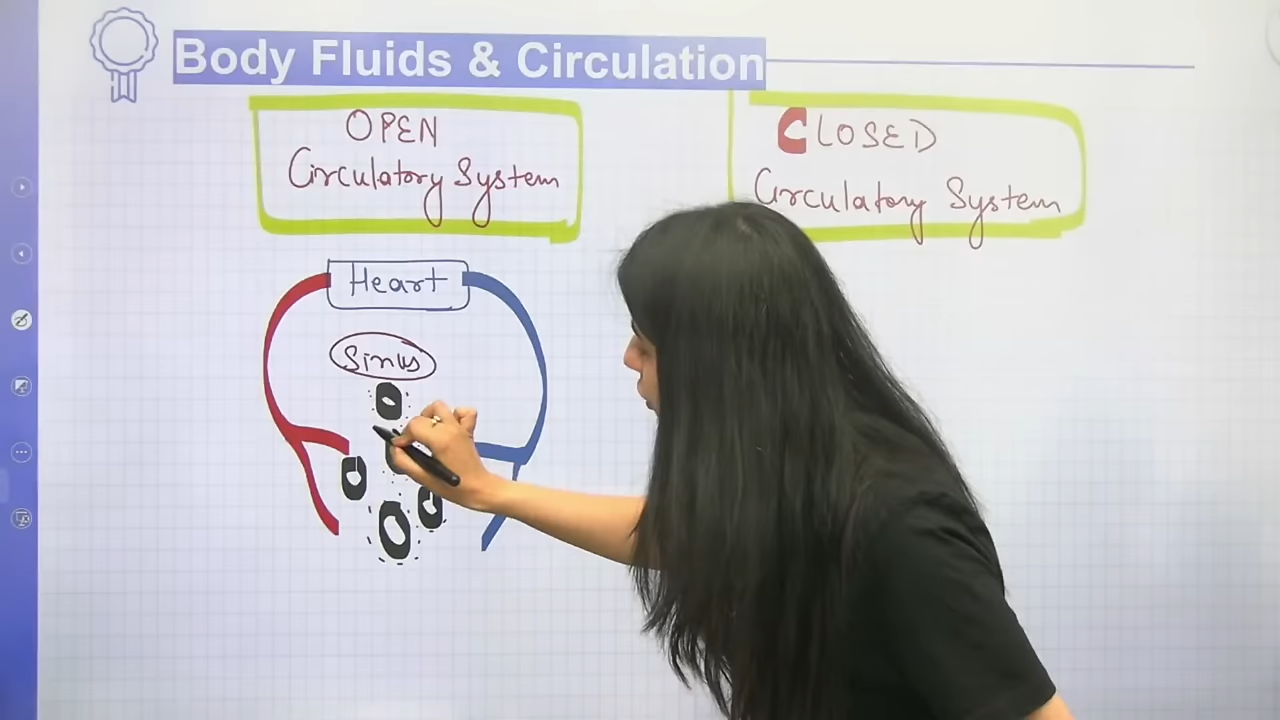 Body Fluids & Circulation
OPEN
Circulatory System
CLOSED
Circulatory System
Heart
Sinus